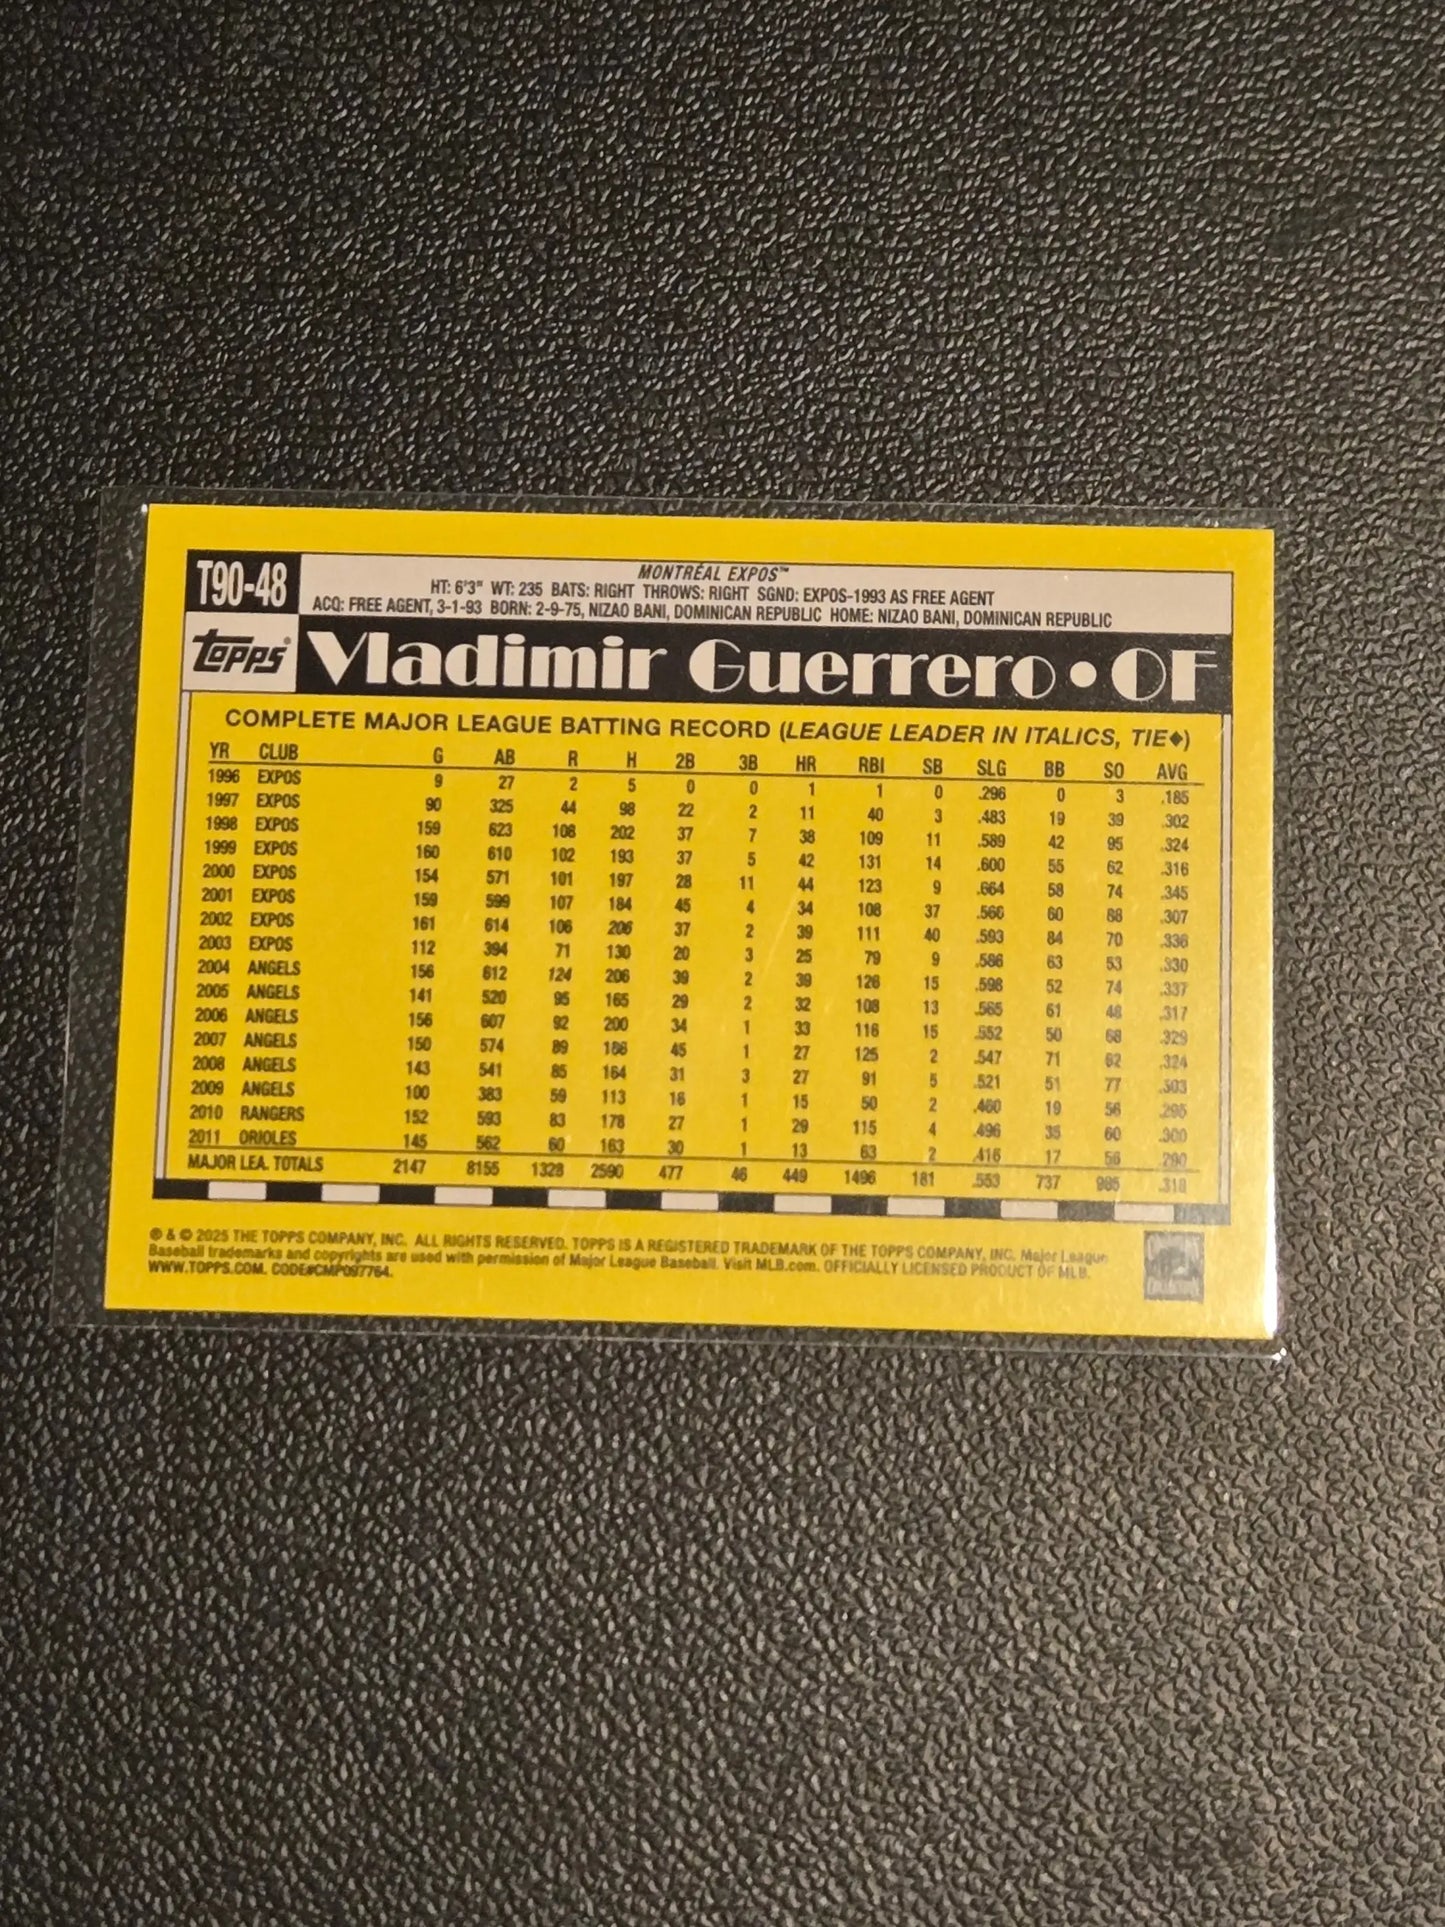 T90-48
MONTRÉAL EXPOS™
HT: 6'3" WT: 235 BATS: RIGHT THROWS: RIGHT SGND: EXPOS-1993 AS FREE AGENT
ACQ: FREE AGENT, 3-1-93 BORN: 2-9-75, NIZAO BANI, DOMINICAN REPUBLIC HOME: NIZAO BANI, DOMINICAN REPUBLIC
TOPPS® Vladimir Guerrero • OF
COMPLETE MAJOR LEAGUE BATTING RECORD (LEAGUE LEADER IN ITALICS, TIE◆)
YR CLUB G AB R H 2B 3B HR RBI SB SLG BB SO AVG
1996 EXPOS 9 27 2 5 0 0 1 1 0 .296 0 3 .185
1997 EXPOS 90 325 44 98 22 2 11 40 3 .483 19 39 .302
1998 EXPOS 159 623 108 202 37 7 38 109 11 .589 42 95 .324
1999 EXPOS 160 610 102 193 37 5 42 131 14 .600 55 62 .316
2000 EXPOS 154 571 101 197 28 11 44 123 9 .664 58 74 .345
2001 EXPOS 159 599 107 184 45 4 34 108 37 .566 60 88 .307
2002 EXPOS 161 614 106 206 37 2 39 111 40 .593 84 70 .336
2003 EXPOS 112 394 71 130 20 3 25 79 9 .586 63 53 .330
2004 ANGELS 156 612 124 206 39 2 39 126 15 .598 52 74 .337
2005 ANGELS 141 520 95 165 29 2 32 108 13 .565 61 48 .317
2006 ANGELS 156 607 92 200 34 1 33 116 15 .552 50 68 .329
2007 ANGELS 150 574 89 186 45 1 27 125 2 .547 71 62 .324
2008 ANGELS 143 541 85 164 31 3 27 91 5 .521 51 77 .303
2009 ANGELS 100 383 59 113 16 1 15 50 2 .460 19 56 .295
2010 RANGERS 152 593 83 178 27 1 29 115 4 .496 35 60 .300
2011 ORIOLES 145 562 60 163 30 1 13 63 2 .416 17 56 .290
MAJOR LEA. TOTALS 2147 8155 1328 2590 477 46 449 1496 181 .553 737 985 .318
® & © 2025 THE TOPPS COMPANY, INC. ALL RIGHTS RESERVED. TOPPS IS A REGISTERED TRADEMARK OF THE TOPPS COMPANY, INC. Major League
Baseball trademarks and copyrights are used with permission of Major League Baseball. Visit MLB.com. OFFICIALLY LICENSED PRODUCT OF MLB.
WWW.TOPPS.COM. CODE#CMP097764.